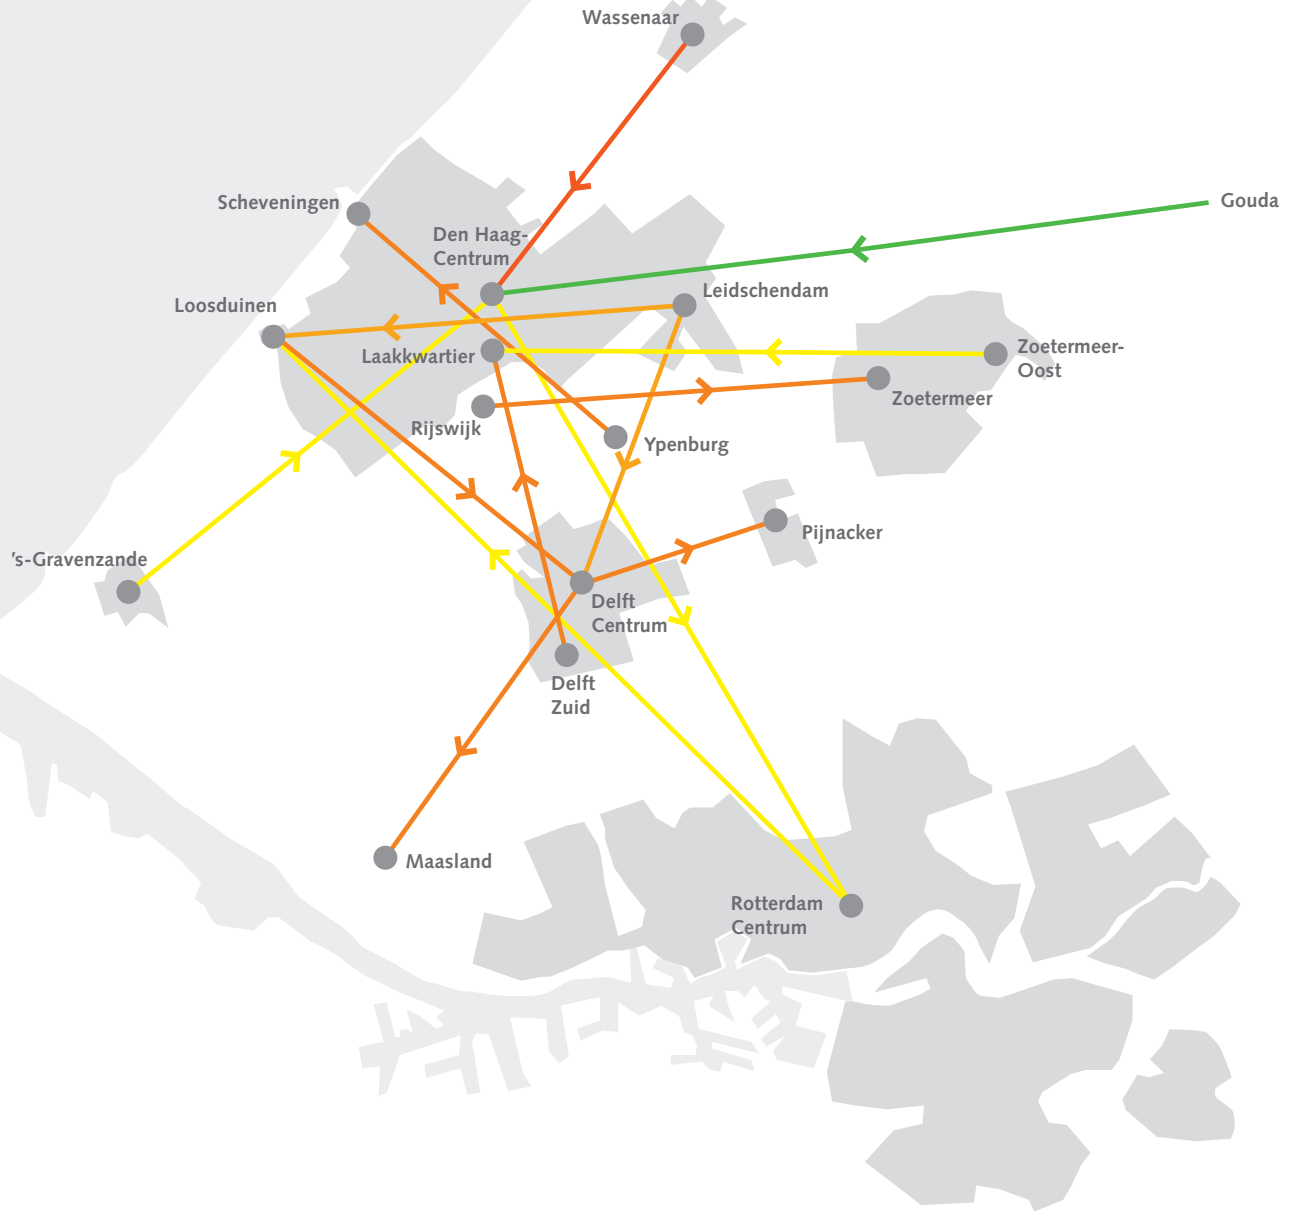 Wassenaar
Scheveningen
Gouda
Den Haag-
Centrum
Leidschendam
Loosduinen
Laakkwartier
Zoetermeer-
Oost
Zoetermeer
Rijswijk
Ypenburg
Pijnacker
's-Gravenzande
Delft
Centrum
Delft
Zuid
Maasland
Rotterdam
Centrum